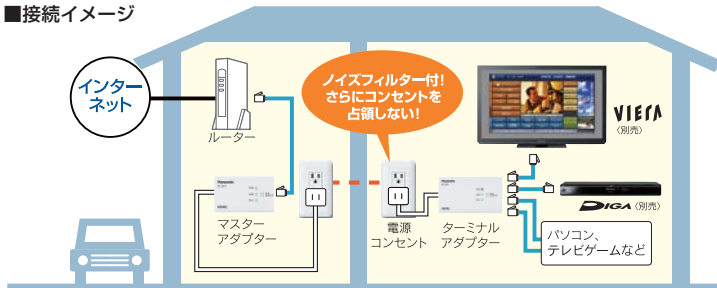 ■接続イメージ
インター
ネット
ルーター
ノイズフィルター付!
さらにコンセントを
占領しない!
VIERA
〈別売〉
Panasonic
マスター
アダプター
電源
コンセント
Panasonic
ターミナル
アダプター
DIGA〈別売〉
パソコン、
テレビゲームなど